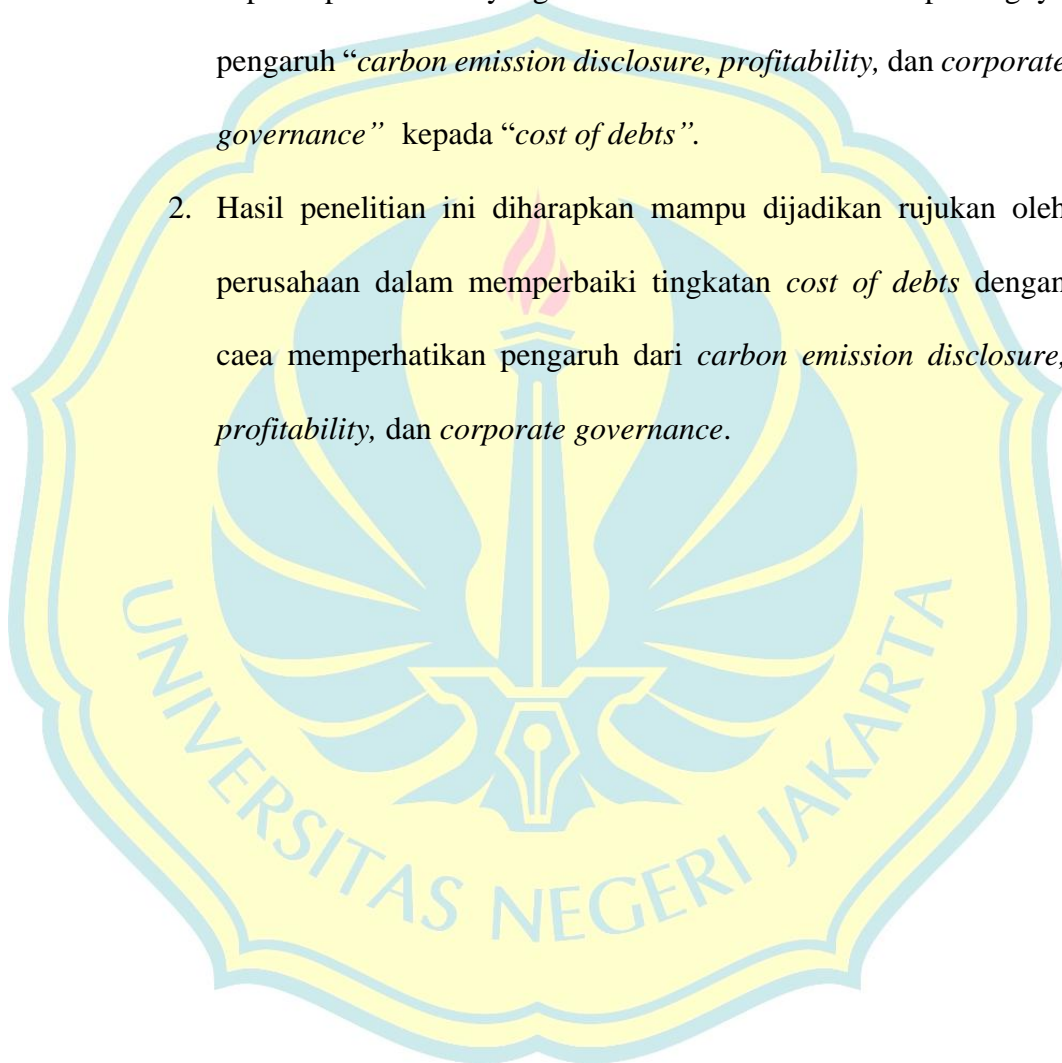 pengaruh “carbon emission disclosure, profitability, dan corporate
governance” kepada “cost of debts”.
2. Hasil penelitian ini diharapkan mampu dijadikan rujukan oleh
perusahaan dalam memperbaiki tingkatan cost of debts dengan
caea memperhatikan pengaruh dari carbon emission disclosure,
profitability, dan corporate governance.
UNIVERSITAS NEGERI JAKARTA